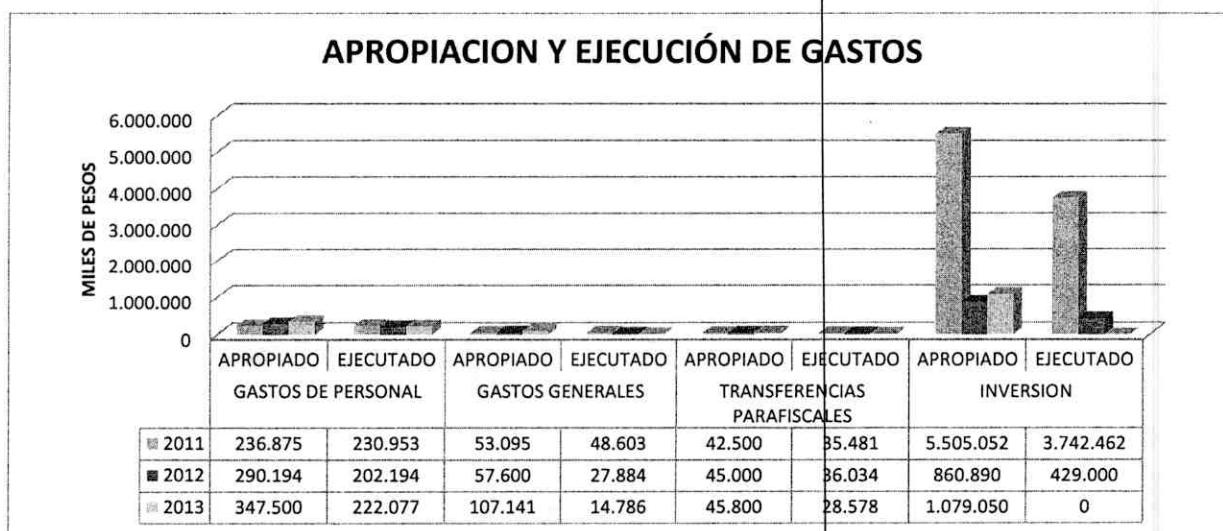 APROPIACION Y EJECUCIÓN DE GASTOS
MILES DE PESOS
6.000.000
5.000.000
4.000.000
3.000.000
2.000.000
1.000.000
0
APROPIADO EJECUTADO APROPIADO EJECUTADO APROPIADO EJECUTADO APROPIADO EJECUTADO
GASTOS DE PERSONAL GASTOS GENERALES TRANSFERENCIAS INVERSION
PARAFISCALES
2011 236.875 230.953 53.095 48.603 42.500 35.481 5.505.052 3.742.462
2012 290.194 202.194 57.600 27.884 45.000 36.034 860.890 429.000
2013 347.500 222.077 107.141 14.786 45.800 28.578 1.079.050 0